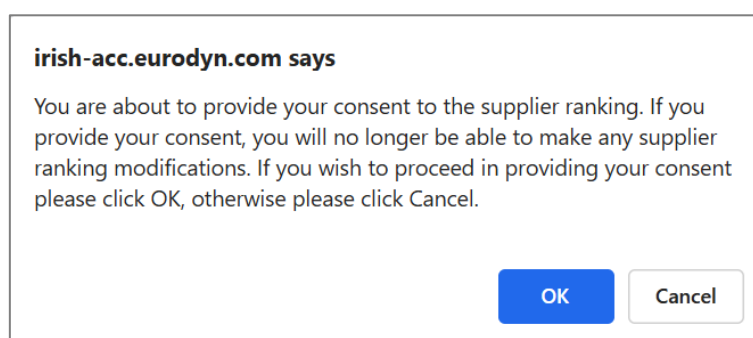 irish-acc.eurodyn.com says
You are about to provide your consent to the supplier ranking. If you
provide your consent, you will no longer be able to make any supplier
ranking modifications. If you wish to proceed in providing your consent
please click OK, otherwise please click Cancel.
OK Cancel